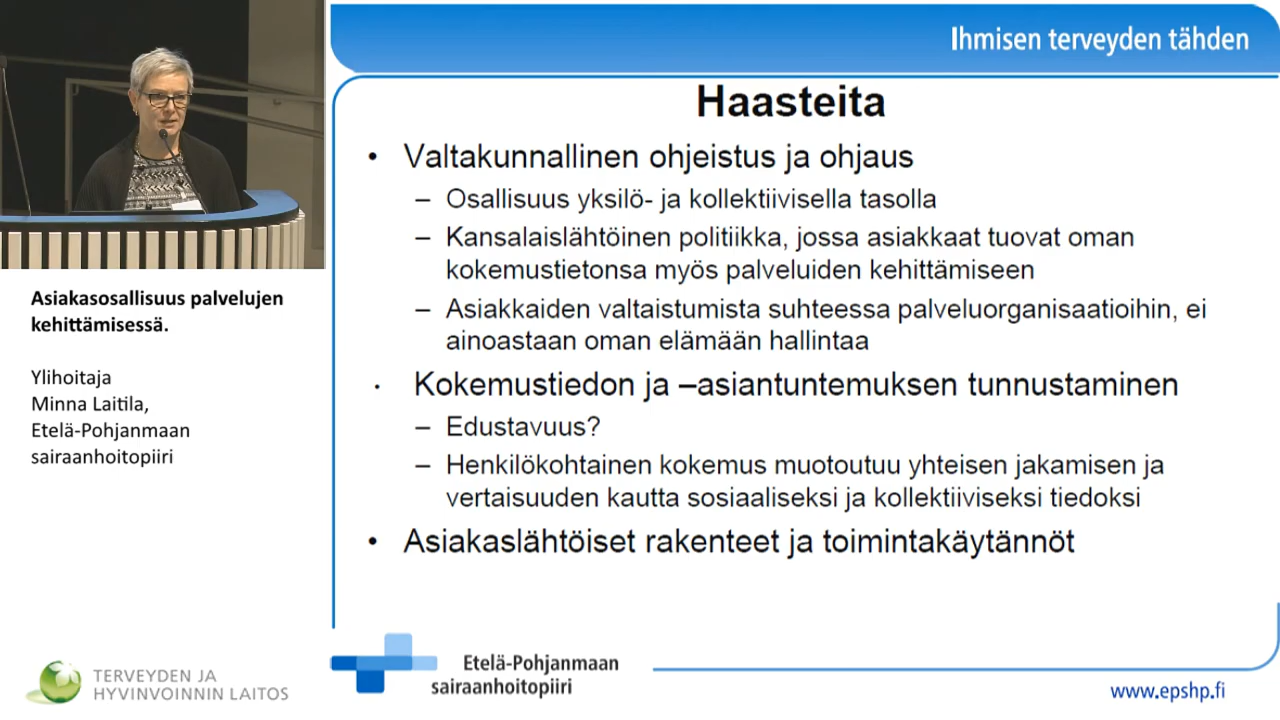 Ihmisen terveyden tähden
Haasteita
• Valtakunnallinen ohjeistus ja ohjaus
– Osallisuus yksilö- ja kollektiivisella tasolla
– Kansalaislähtöinen politiikka, jossa asiakkaat tuovat oman
kokemustietonsa myös palveluiden kehittämiseen
– Asiakkaiden valtaistumista suhteessa palveluorganisaatioihin, ei
ainoastaan oman elämään hallintaa
• Kokemustiedon ja –asiantuntemuksen tunnustaminen
– Edustavuus?
– Henkilökohtainen kokemus muotoutuu yhteisen jakamisen ja
vertaisuuden kautta sosiaaliseksi ja kollektiiviseksi tiedoksi
• Asiakaslähtöiset rakenteet ja toimintakäytännöt
Asiakasosallisuus palvelujen
kehittämisessä.
Ylihoitaja
Minna Laitila,
Etelä-Pohjanmaan
sairaanhoitopiiri
TERVEYDEN JA
HYVINVOINNIN LAITOS
Etelä-Pohjanmaan
sairaanhoitopiiri
www.epshp.fi